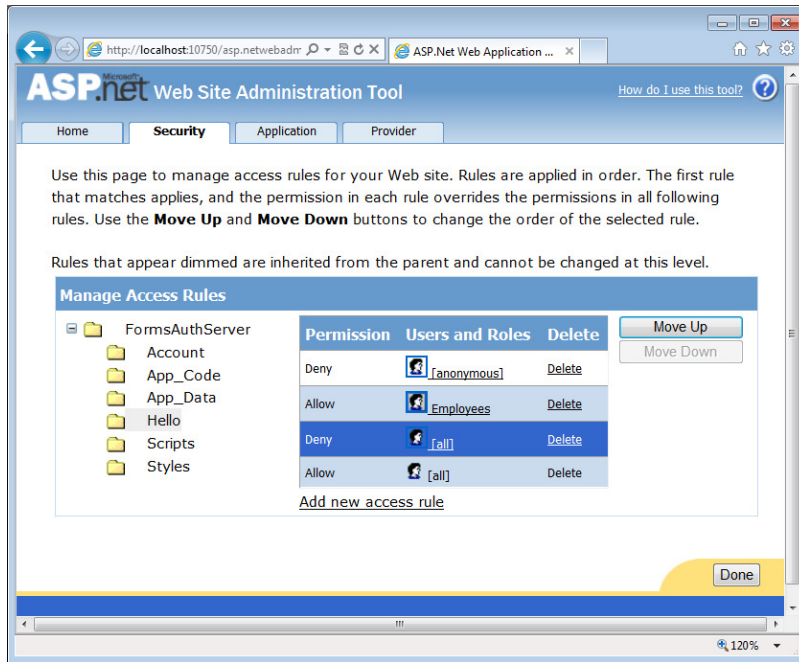 http://localhost:10750/asp.netwebadm
ASP.Net Web Application ...
Microsoft
ASP.net Web Site Administration Tool
How do I use this tool?
Home Security Application Provider
Use this page to manage access rules for your Web site. Rules are applied in order. The first rule
that matches applies, and the permission in each rule overrides the permissions in all following
rules. Use the Move Up and Move Down buttons to change the order of the selected rule.
Rules that appear dimmed are inherited from the parent and cannot be changed at this level.
Manage Access Rules
FormsAuthServer
Account
App_Code
App_Data
Hello
Scripts
Styles
Permission Users and Roles Delete
Deny [anonymous] Delete
Allow Employees Delete
Deny [all] Delete
Allow [all] Delete
Add new access rule
Move Up
Move Down
Done
120%